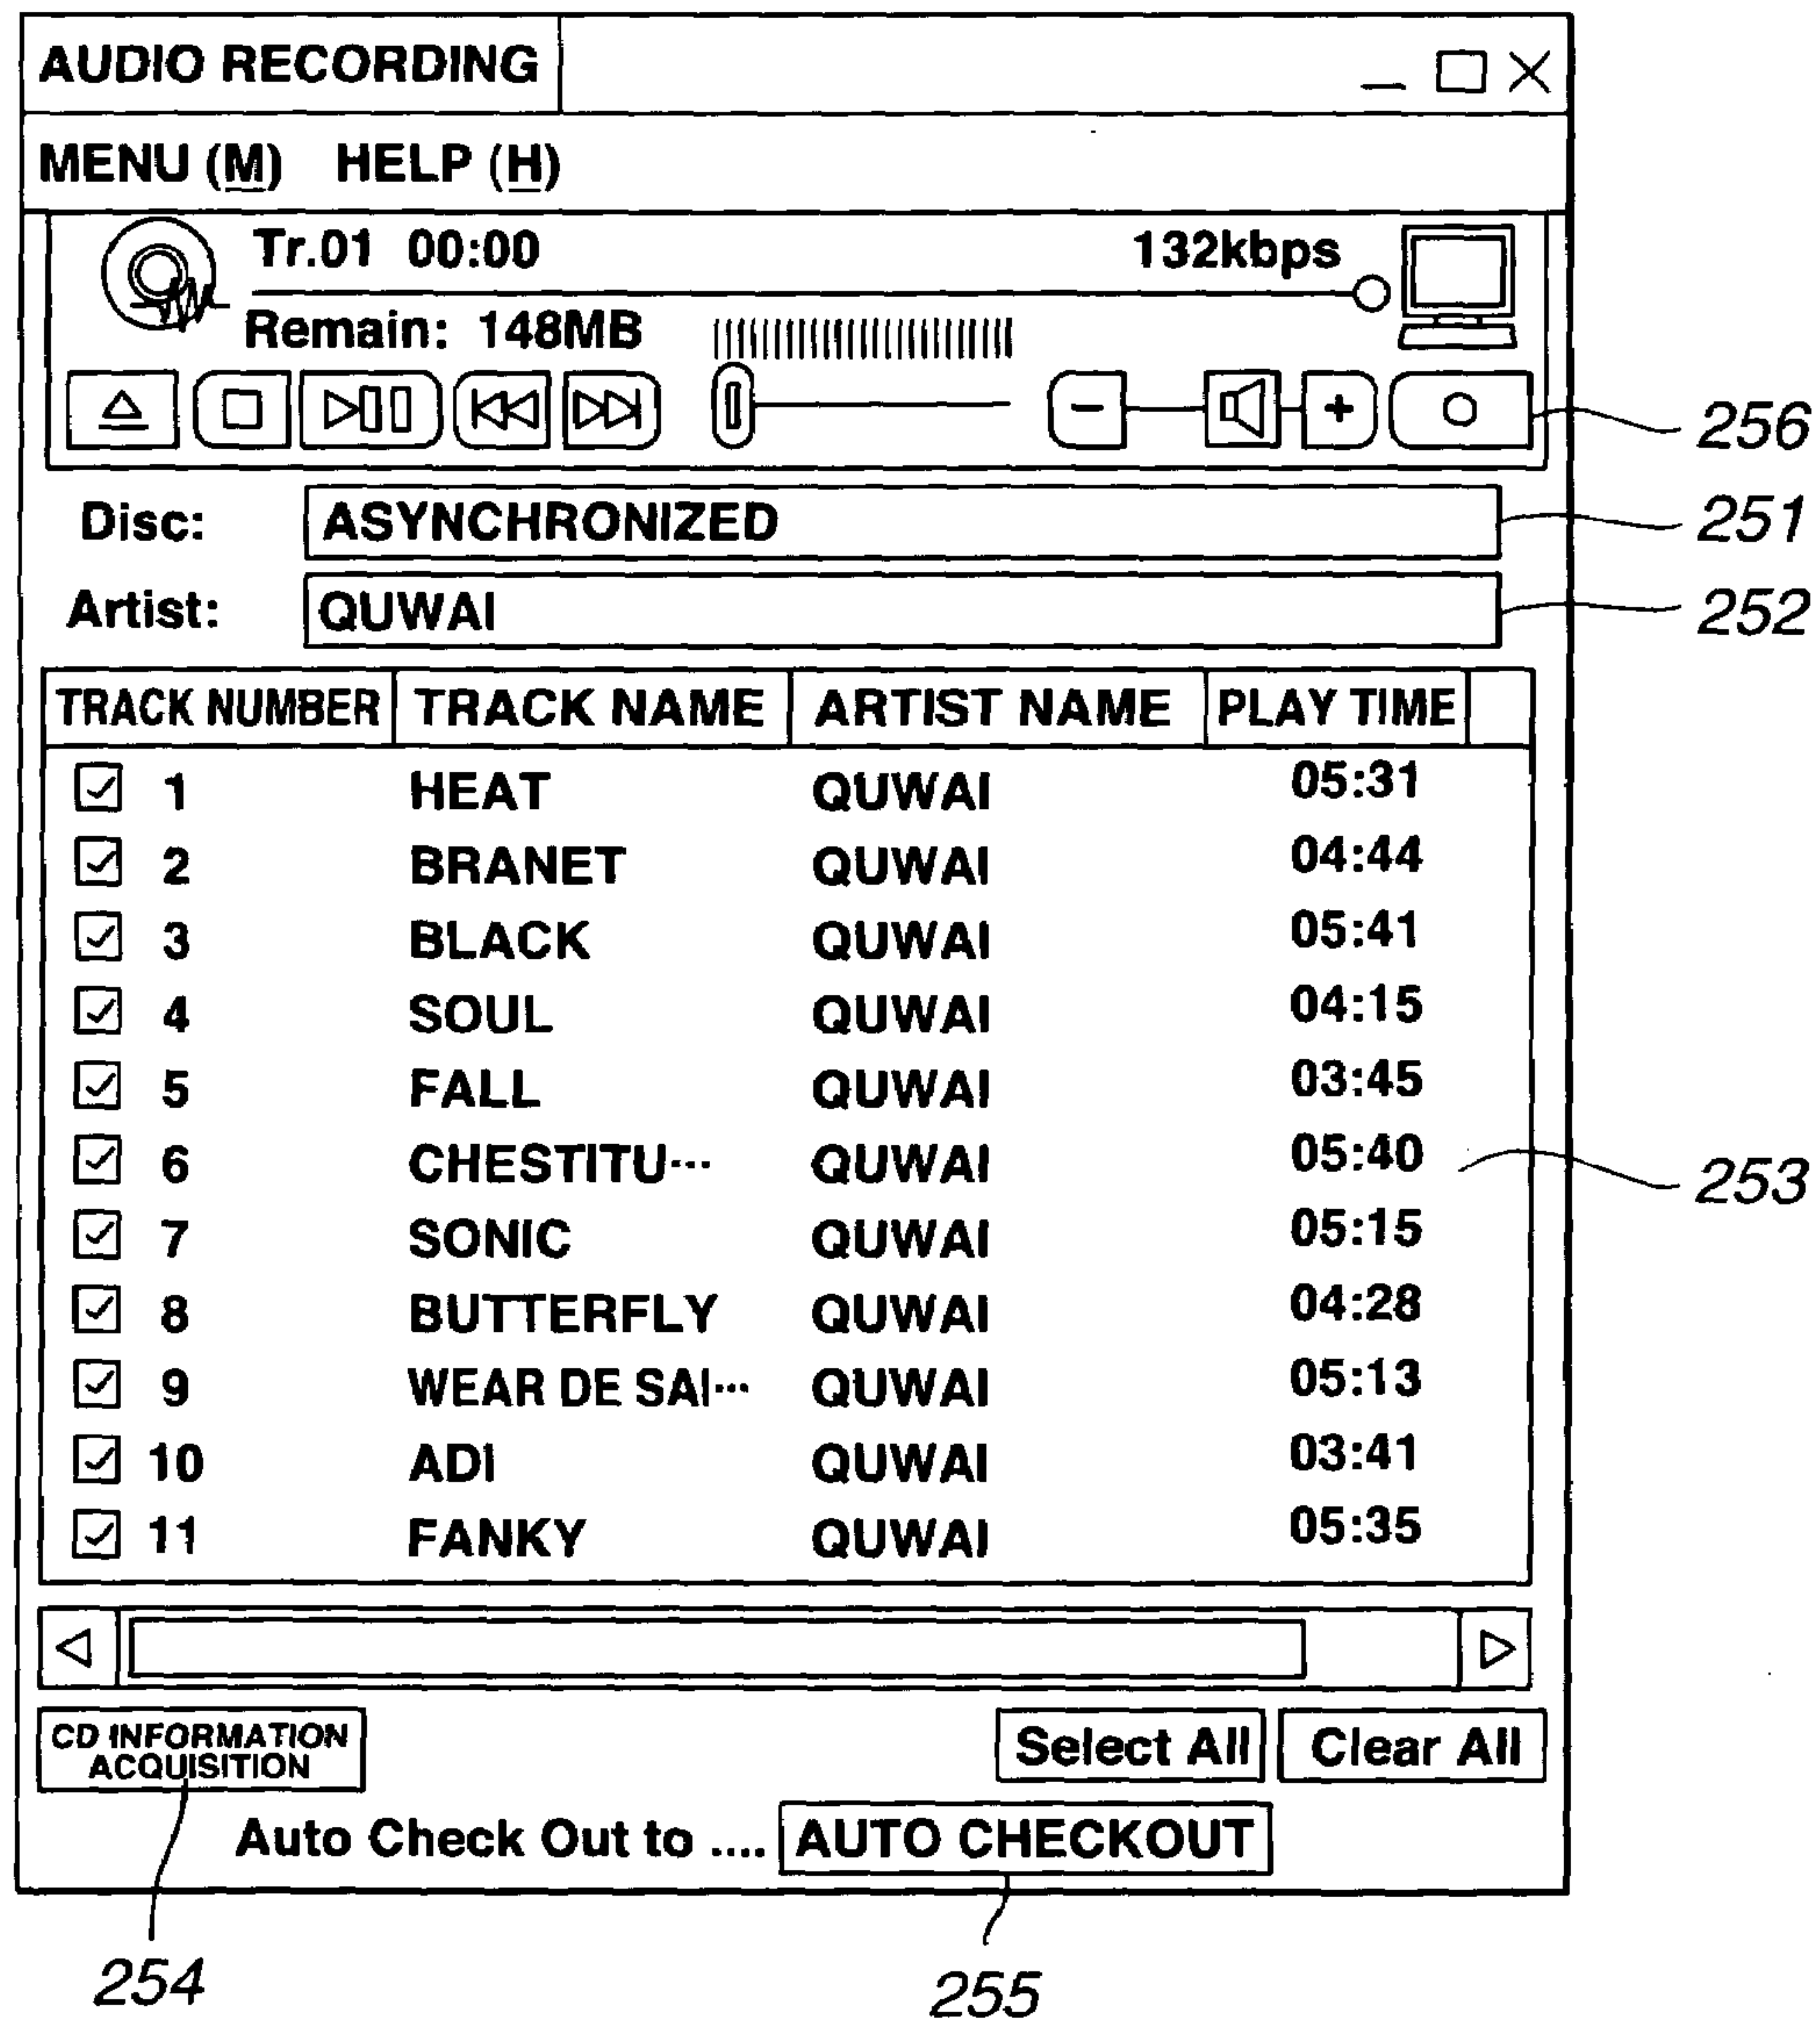 AUDIO RECORDING
MENU (M) HELP (H)
Tr.01 00:00 132kbps
Remain: 148MB
- +
256
Disc: ASYNCHRONIZED 251
Artist: QUWAI 252
TRACK NUMBER TRACK NAME ARTIST NAME PLAY TIME
1 HEAT QUWAI 05:31
2 BRANET QUWAI 04:44
3 BLACK QUWAI 05:41
4 SOUL QUWAI 04:15
5 FALL QUWAI 03:45
6 CHESTITU... QUWAI 05:40
253
7 SONIC QUWAI 05:15
8 BUTTERFLY QUWAI 04:28
9 WEAR DE SAI... QUWAI 05:13
10 ADI QUWAI 03:41
11 FANKY QUWAI 05:35
CD INFORMATION
ACQUISITION
Select All Clear All
Auto Check Out to .... AUTO CHECKOUT
254 255